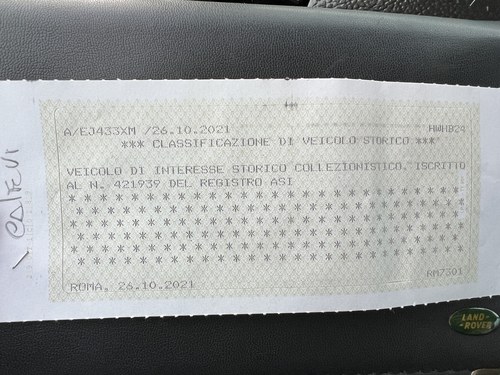 A/EJ433XM /26.10.2021 HWHB24
*** CLASSIFICAZIONE DI VEICOLO STORICO ***
VEICOLO DI INTERESSE STORICO COLLEZIONISTICO, ISCRITTO
AL N. 421939 DEL REGISTRO ASI
* * * * * * * * * * * * * * * * * * * * * * * * * * *
* * * * * * * * * * * * * * * * * * * * * * * * * * *
* * * * * * * * * * * * * * * * * * * * * * * * * * *
* * * * * * * * * * * * * * * * * * * * * * * * * * *
* * * * * * * * * * * * * * * * * * * * * * * * * * *
* * * * * * * * * * * * * * * * * * * * * * * * * * *
ROMA, 26.10.2021 RM7301
LAND-
-ROVER